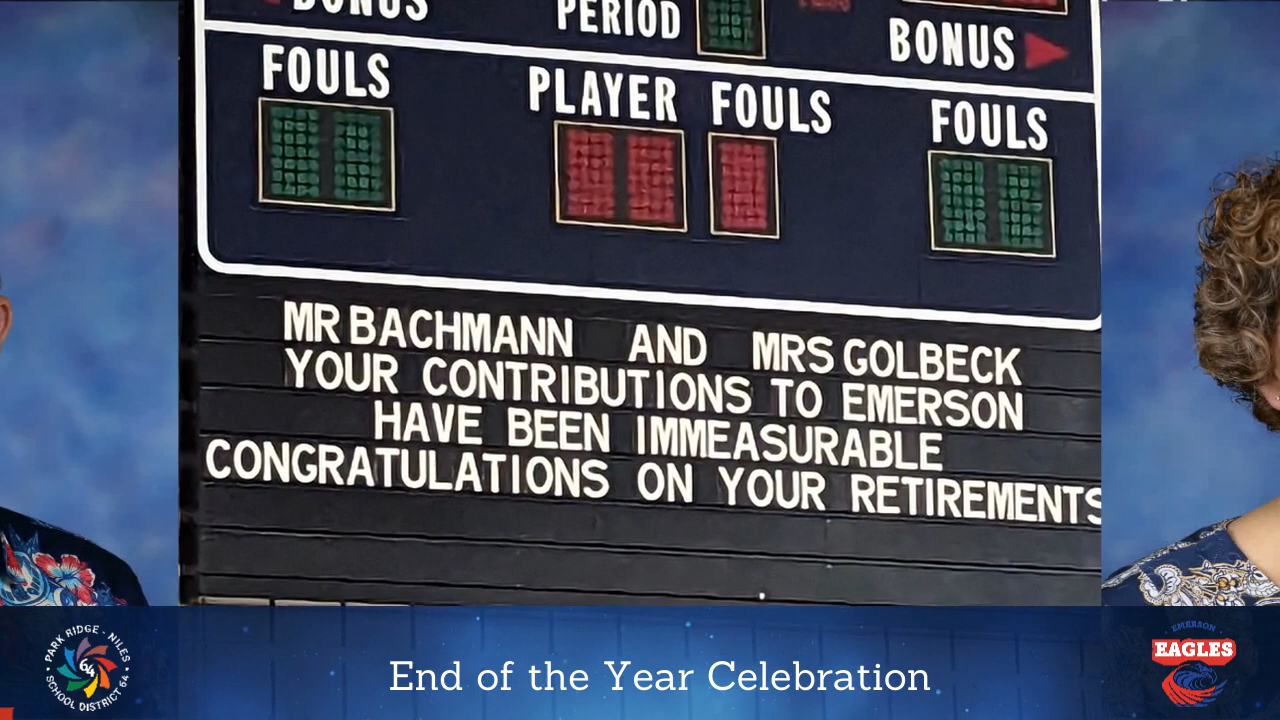 BONUS
PERIOD
BONUS
FOULS
PLAYER FOULS
FOULS
MR BACHMANN AND MRS GOLBECK
YOUR CONTRIBUTIONS TO EMERSON
HAVE BEEN IMMEASURABLE
CONGRATULATIONS ON YOUR RETIREMENTS
PARK RIDGE - NILES
64
SCHOOL DISTRICT 64
End of the Year Celebration
EMERSON
EAGLES